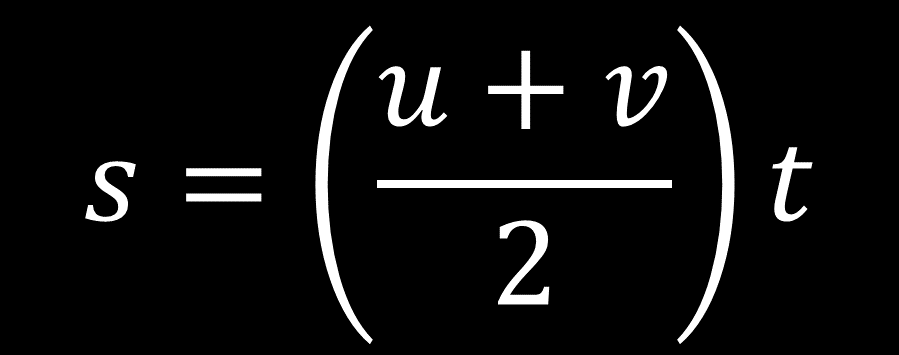 s = ((u + v)/2) t